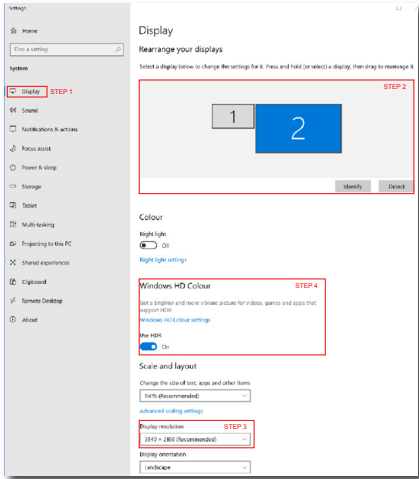 Settings
Home
Find a setting
System
Display
STEP 1
Sound
Notifications & actions
Focus assist
Power & sleep
Storage
Tablet
Multi-tasking
Projecting to this PC
Shared experiences
Clipboard
Remote Desktop
About
Display
Rearrange your displays
Select a display below to change the settings for it. Press and hold (or select) a display, then drag to rearrange it.
STEP 2
1
2
Identify
Detect
Colour
Night light
Off
Night light settings
Windows HD Colour
STEP 4
Get a brighter and more vibrant picture for videos, games and apps that
support HDR
Windows HD Colour settings
Use HDR
On
Scale and layout
Change the size of text, apps and other items
150% (Recommended)
Advanced scaling settings
Display resolution
STEP 3
3840 × 2160 (Recommended)
Display orientation
Landscape